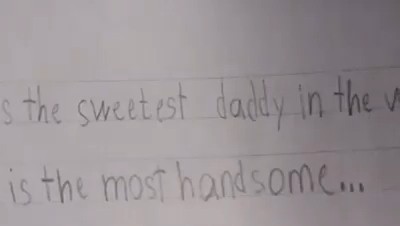 s the sweetest daddy in the
is the most handsome...